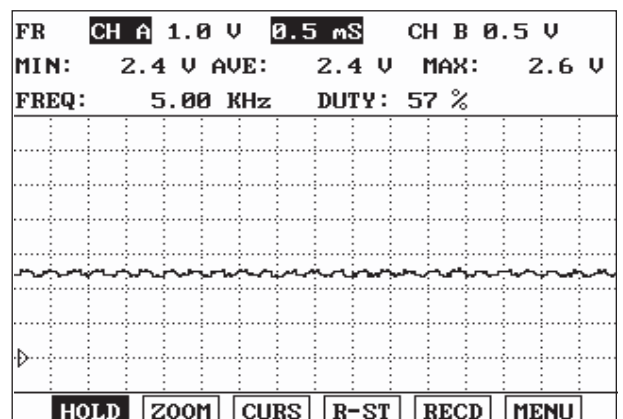 FR CH A 1.0 V 0.5 mS CH B 0.5 V
MIN: 2.4 V AVE: 2.4 V MAX: 2.6 V
FREQ: 5.00 KHz DUTY: 57 %
HOLD ZOOM CURS R-ST RECD MENU